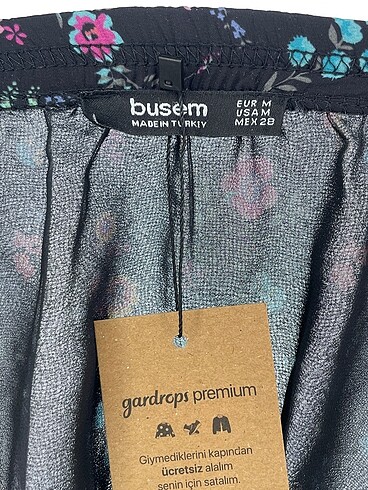 busem
MADE IN TURKIY
EUR M
USA M
MEX 28
gardrops premium
Giymediklerini kapından
ücretsiz alalım
senin için satalım.